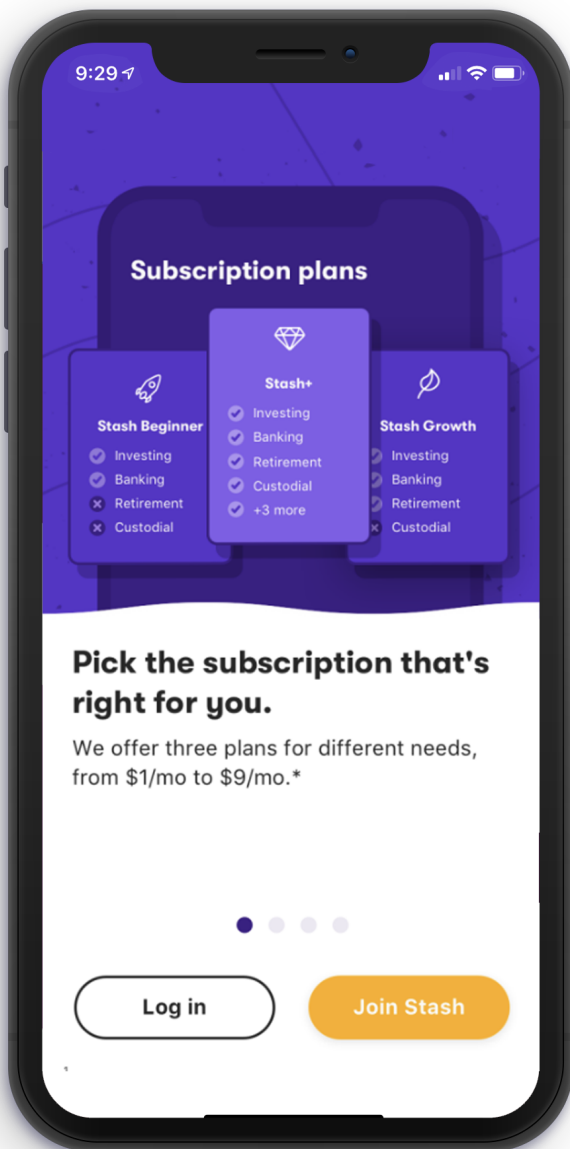 9:29
Subscription plans
Stash Beginner
Investing
Banking
Retirement
Custodial
Stash+
Investing
Banking
Retirement
Custodial
+3 more
Stash Growth
Investing
Banking
Retirement
Custodial
Pick the subscription that's
right for you.
We offer three plans for different needs,
from $1/mo to $9/mo.*
Log in
Join Stash